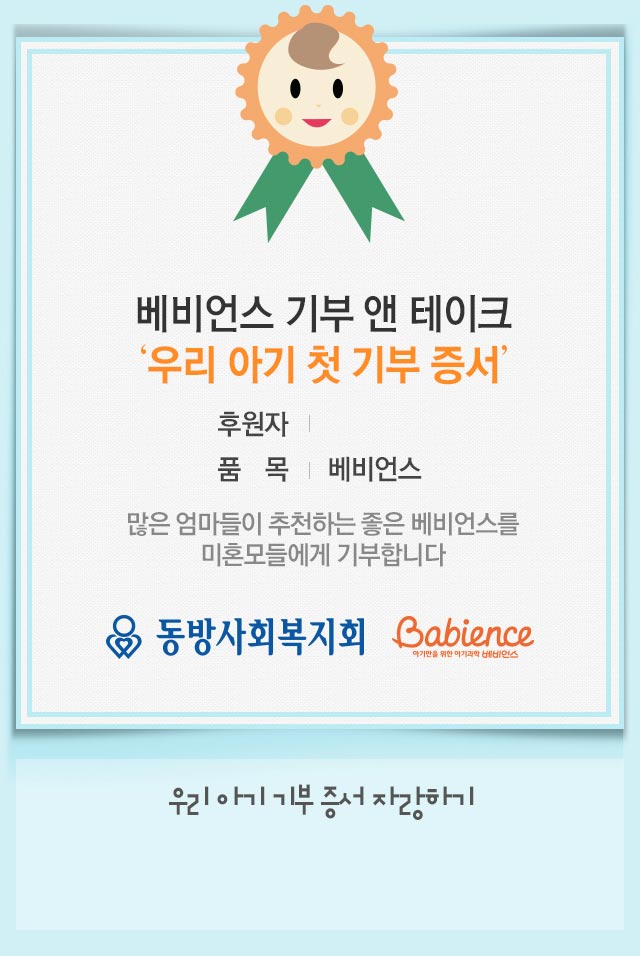 베비언스 기부 앤 테이크
‘우리 아기 첫 기부 증서’
후원자
품 목 베비언스
많은 엄마들이 추천하는 좋은 베비언스를
미혼모들에게 기부합니다
동방사회복지회 Babience
아기만을 위한 아기과학 베비언스
우리 아기 기부 증서 자랑하기